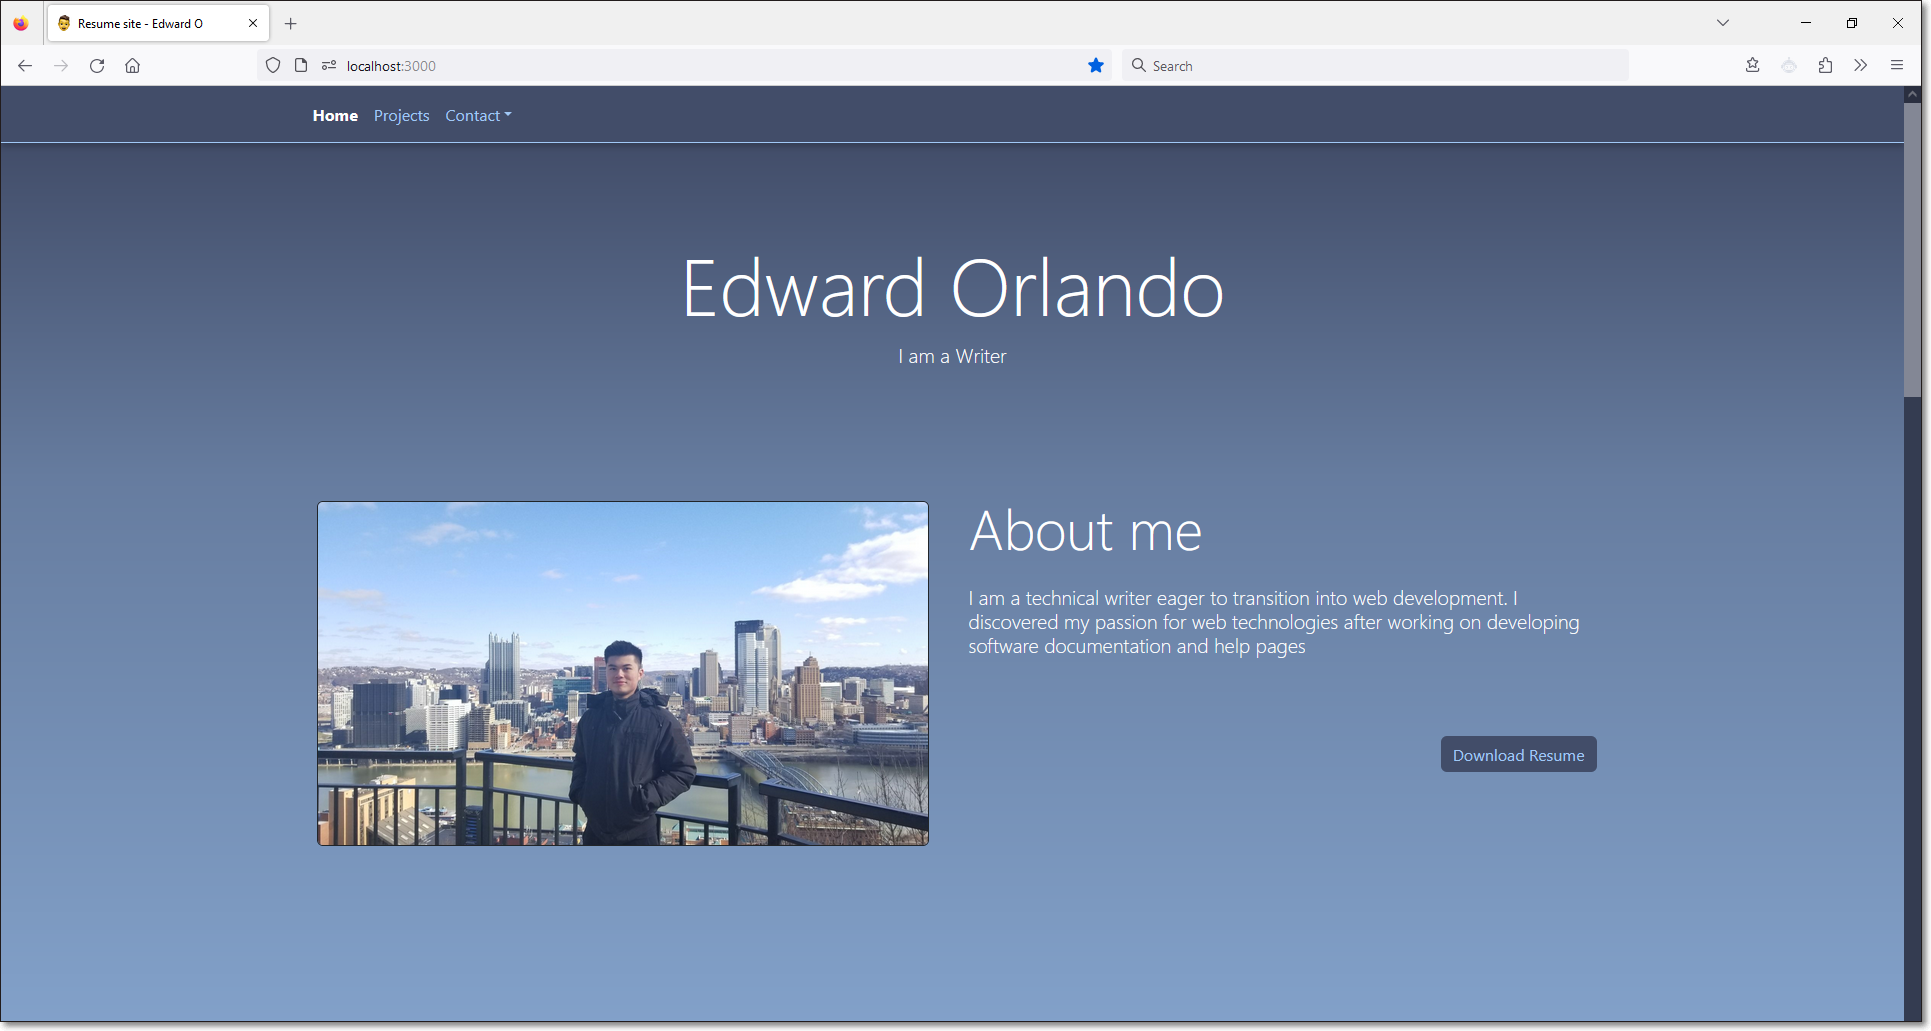 Resume site - Edward O
localhost:3000
Search
Home Projects Contact
Edward Orlando
I am a Writer
About me
I am a technical writer eager to transition into web development. I
discovered my passion for web technologies after working on developing
software documentation and help pages
Download Resume